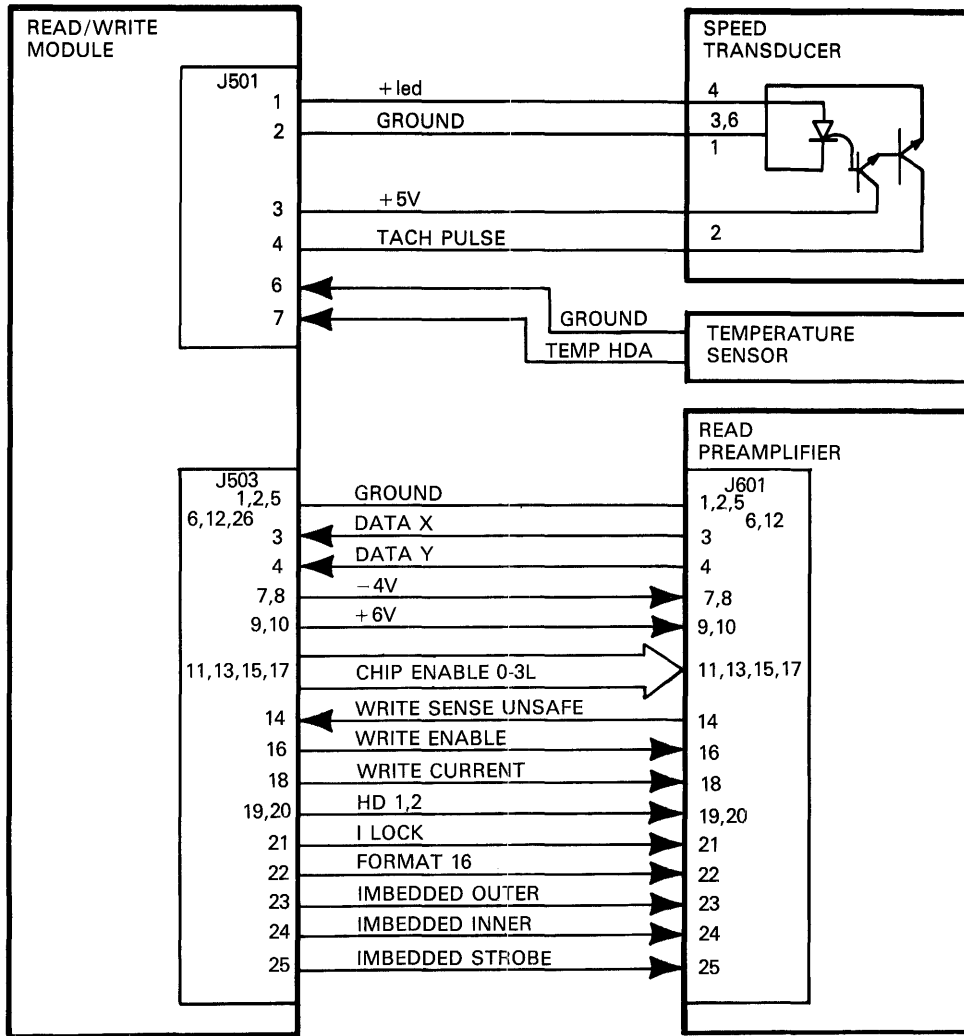 READ/WRITE
MODULE
J501
1
2
3
4
6
7
+led
GROUND
+5V
TACH PULSE
GROUND
TEMP HDA
SPEED
TRANSDUCER
4
3,6
1
2
TEMPERATURE
SENSOR
READ
PREAMPLIFIER
J503
1,2,5
6,12,26
3
4
7,8
9,10
11,13,15,17
14
16
18
19,20
21
22
23
24
25
GROUND
DATA X
DATA Y
−4V
+6V
CHIP ENABLE 0-3L
WRITE SENSE UNSAFE
WRITE ENABLE
WRITE CURRENT
HD 1,2
I LOCK
FORMAT 16
IMBEDDED OUTER
IMBEDDED INNER
IMBEDDED STROBE
J601
1,2,5
6,12
3
4
7,8
9,10
11,13,15,17
14
16
18
19,20
21
22
23
24
25